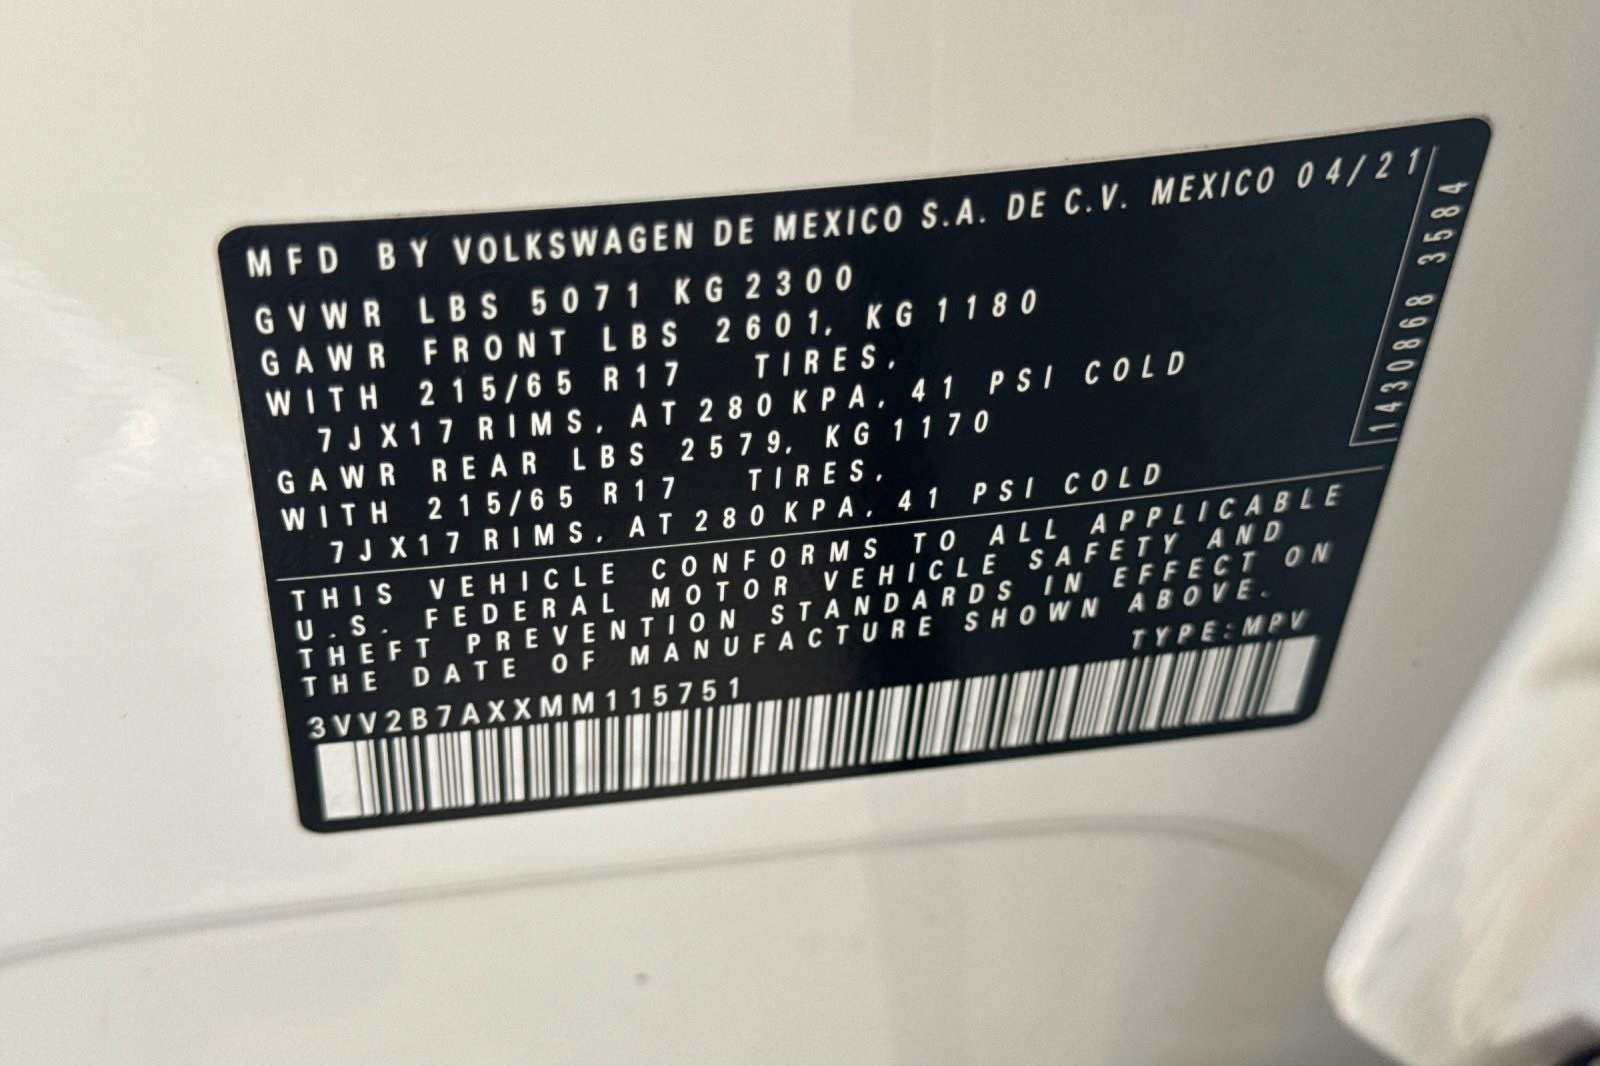 MFD BY VOLKSWAGEN DE MEXICO S.A. DE C.V. MEXICO 04/21
GVWR LBS 5071 KG 2300
GAWR FRONT LBS 2601, KG 1180
WITH 215/65 R17 TIRES,
7JX17 RIMS, AT 280 KPA, 41 PSI COLD
GAWR REAR LBS 2579, KG 1170
WITH 215/65 R17 TIRES,
7JX17 RIMS, AT 280 KPA, 41 PSI COLD
THIS VEHICLE CONFORMS TO ALL APPLICABLE
U.S. FEDERAL MOTOR VEHICLE SAFETY AND
THEFT PREVENTION STANDARDS IN EFFECT ON
THE DATE OF MANUFACTURE SHOWN ABOVE.
TYPE:MPV
3VV2B7AXXMM115751
1430868 3584